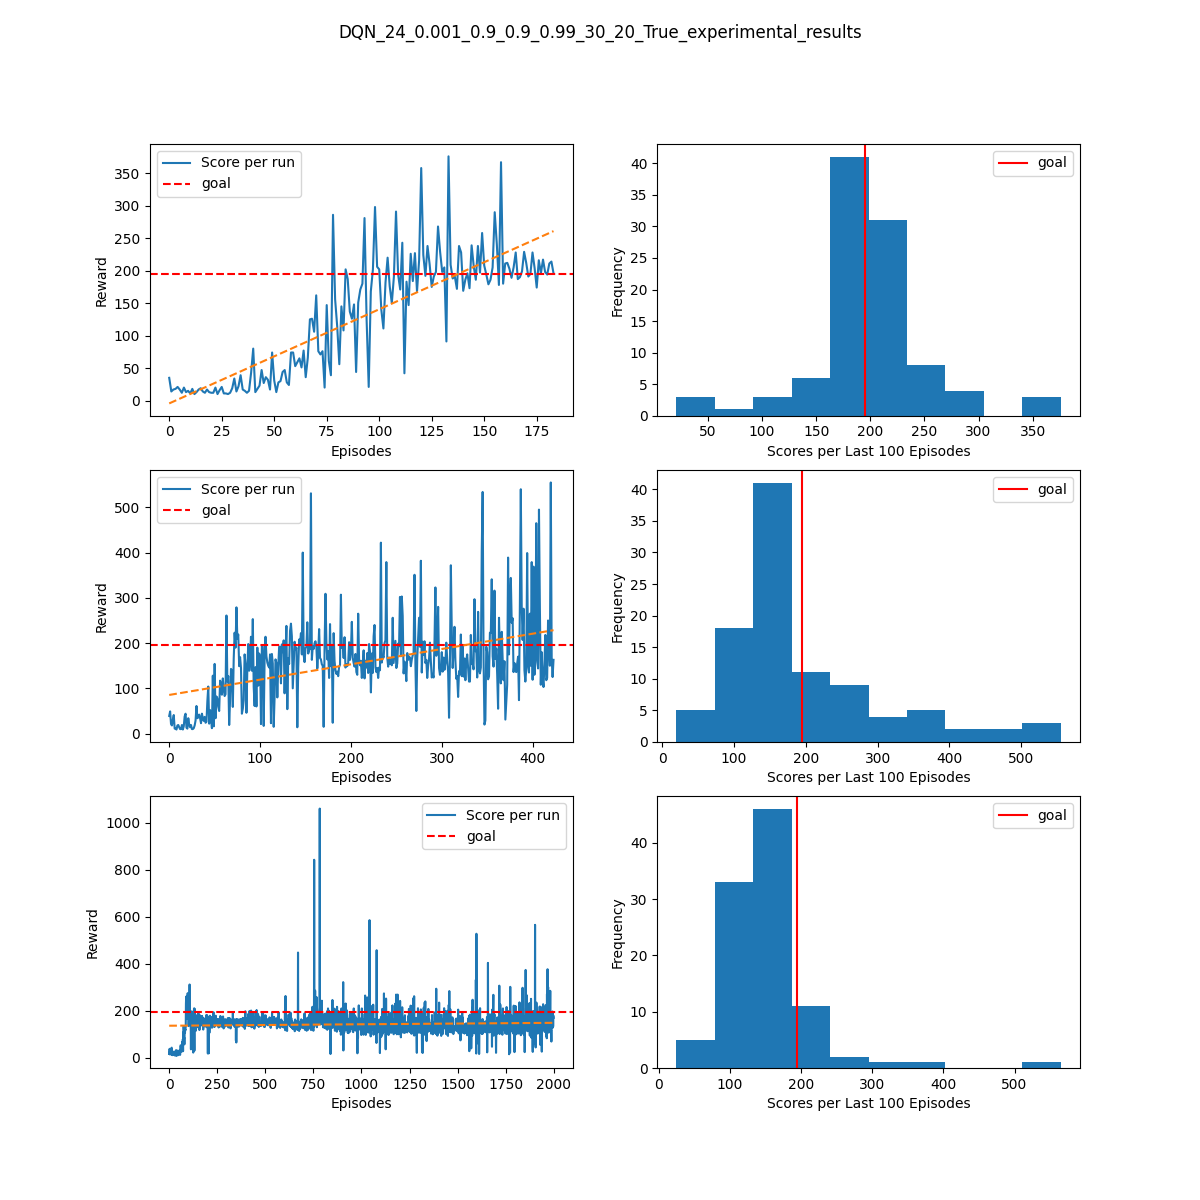 DQN_24_0.001_0.9_0.9_0.99_30_20_True_experimental_results
Score per run
goal
350
300
250
200
150
100
50
0
Reward
0 25 50 75 100 125 150 175
Episodes
goal
40
35
30
25
20
15
10
5
0
Frequency
50 100 150 200 250 300 350
Scores per Last 100 Episodes
Score per run
goal
500
400
300
200
100
0
Reward
0 100 200 300 400
Episodes
goal
40
35
30
25
20
15
10
5
0
Frequency
0 100 200 300 400 500
Scores per Last 100 Episodes
Score per run
goal
1000
800
600
400
200
0
Reward
0 250 500 750 1000 1250 1500 1750 2000
Episodes
goal
40
30
20
10
0
Frequency
0 100 200 300 400 500
Scores per Last 100 Episodes